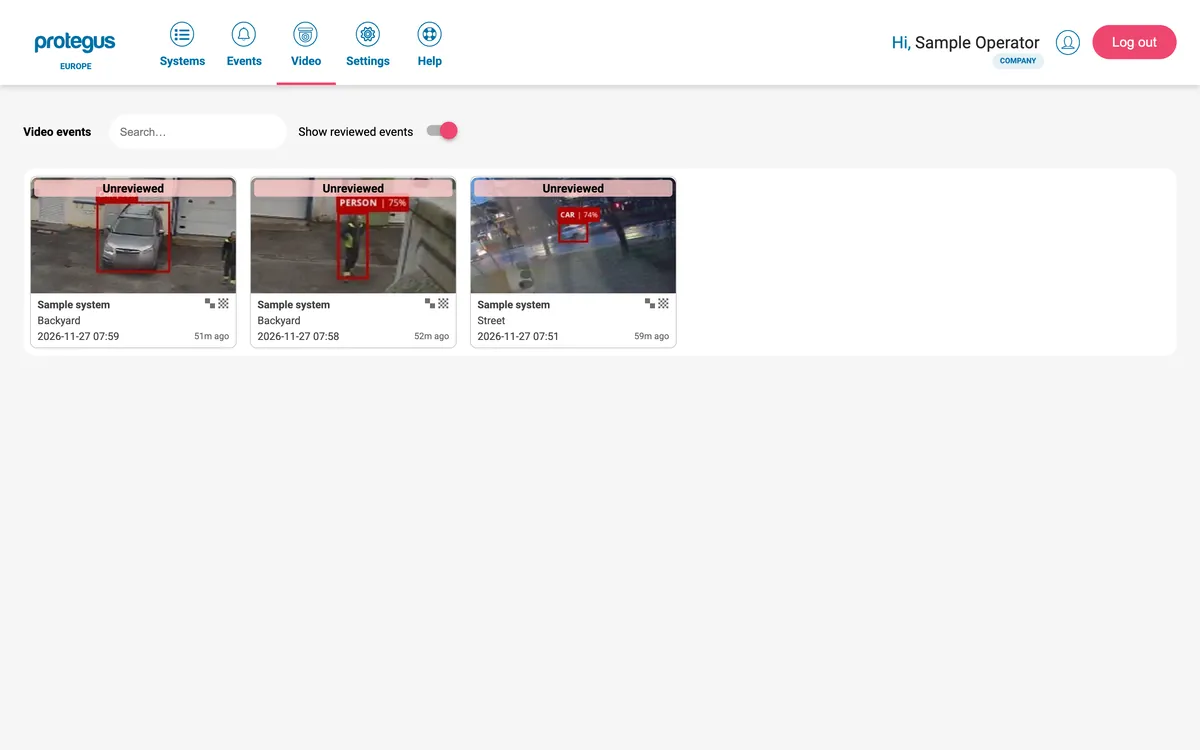 protegus
EUROPE
Systems
Events
Video
Settings
Help
Hi, Sample Operator
COMPANY
Log out
Video events
Search...
Show reviewed events
Unreviewed
Sample system
Backyard
2026-11-27 07:59
51m ago
Unreviewed
PERSON | 75%
Sample system
Backyard
2026-11-27 07:58
52m ago
Unreviewed
CAR | 74%
Sample system
Street
2026-11-27 07:51
59m ago